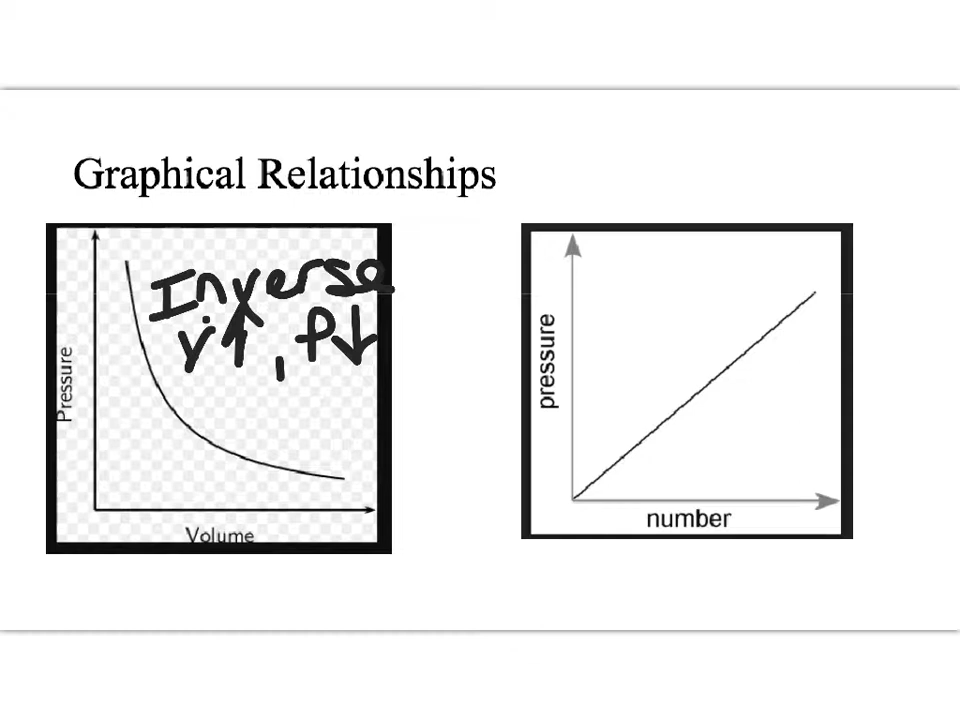 Graphical Relationships
Inverse
V↑, P↓
Pressure
Volume
pressure
number